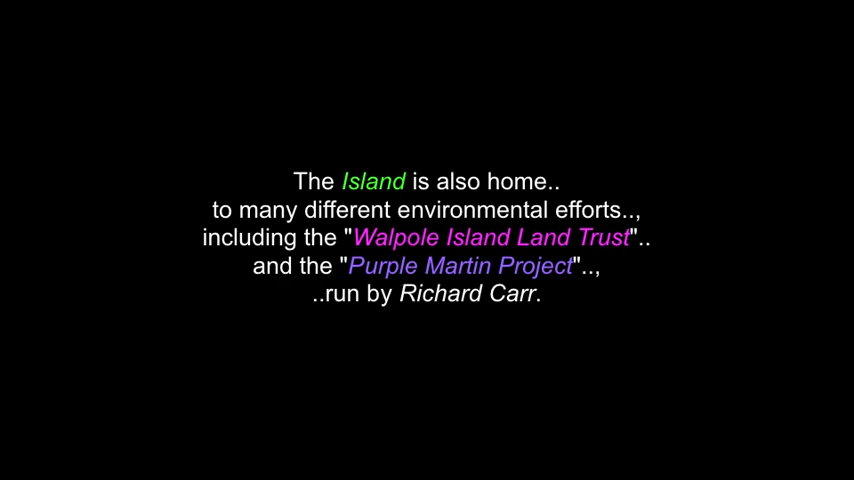 The Island is also home..
to many different environmental efforts..,
including the "Walpole Island Land Trust"..
and the "Purple Martin Project"..,
..run by Richard Carr.